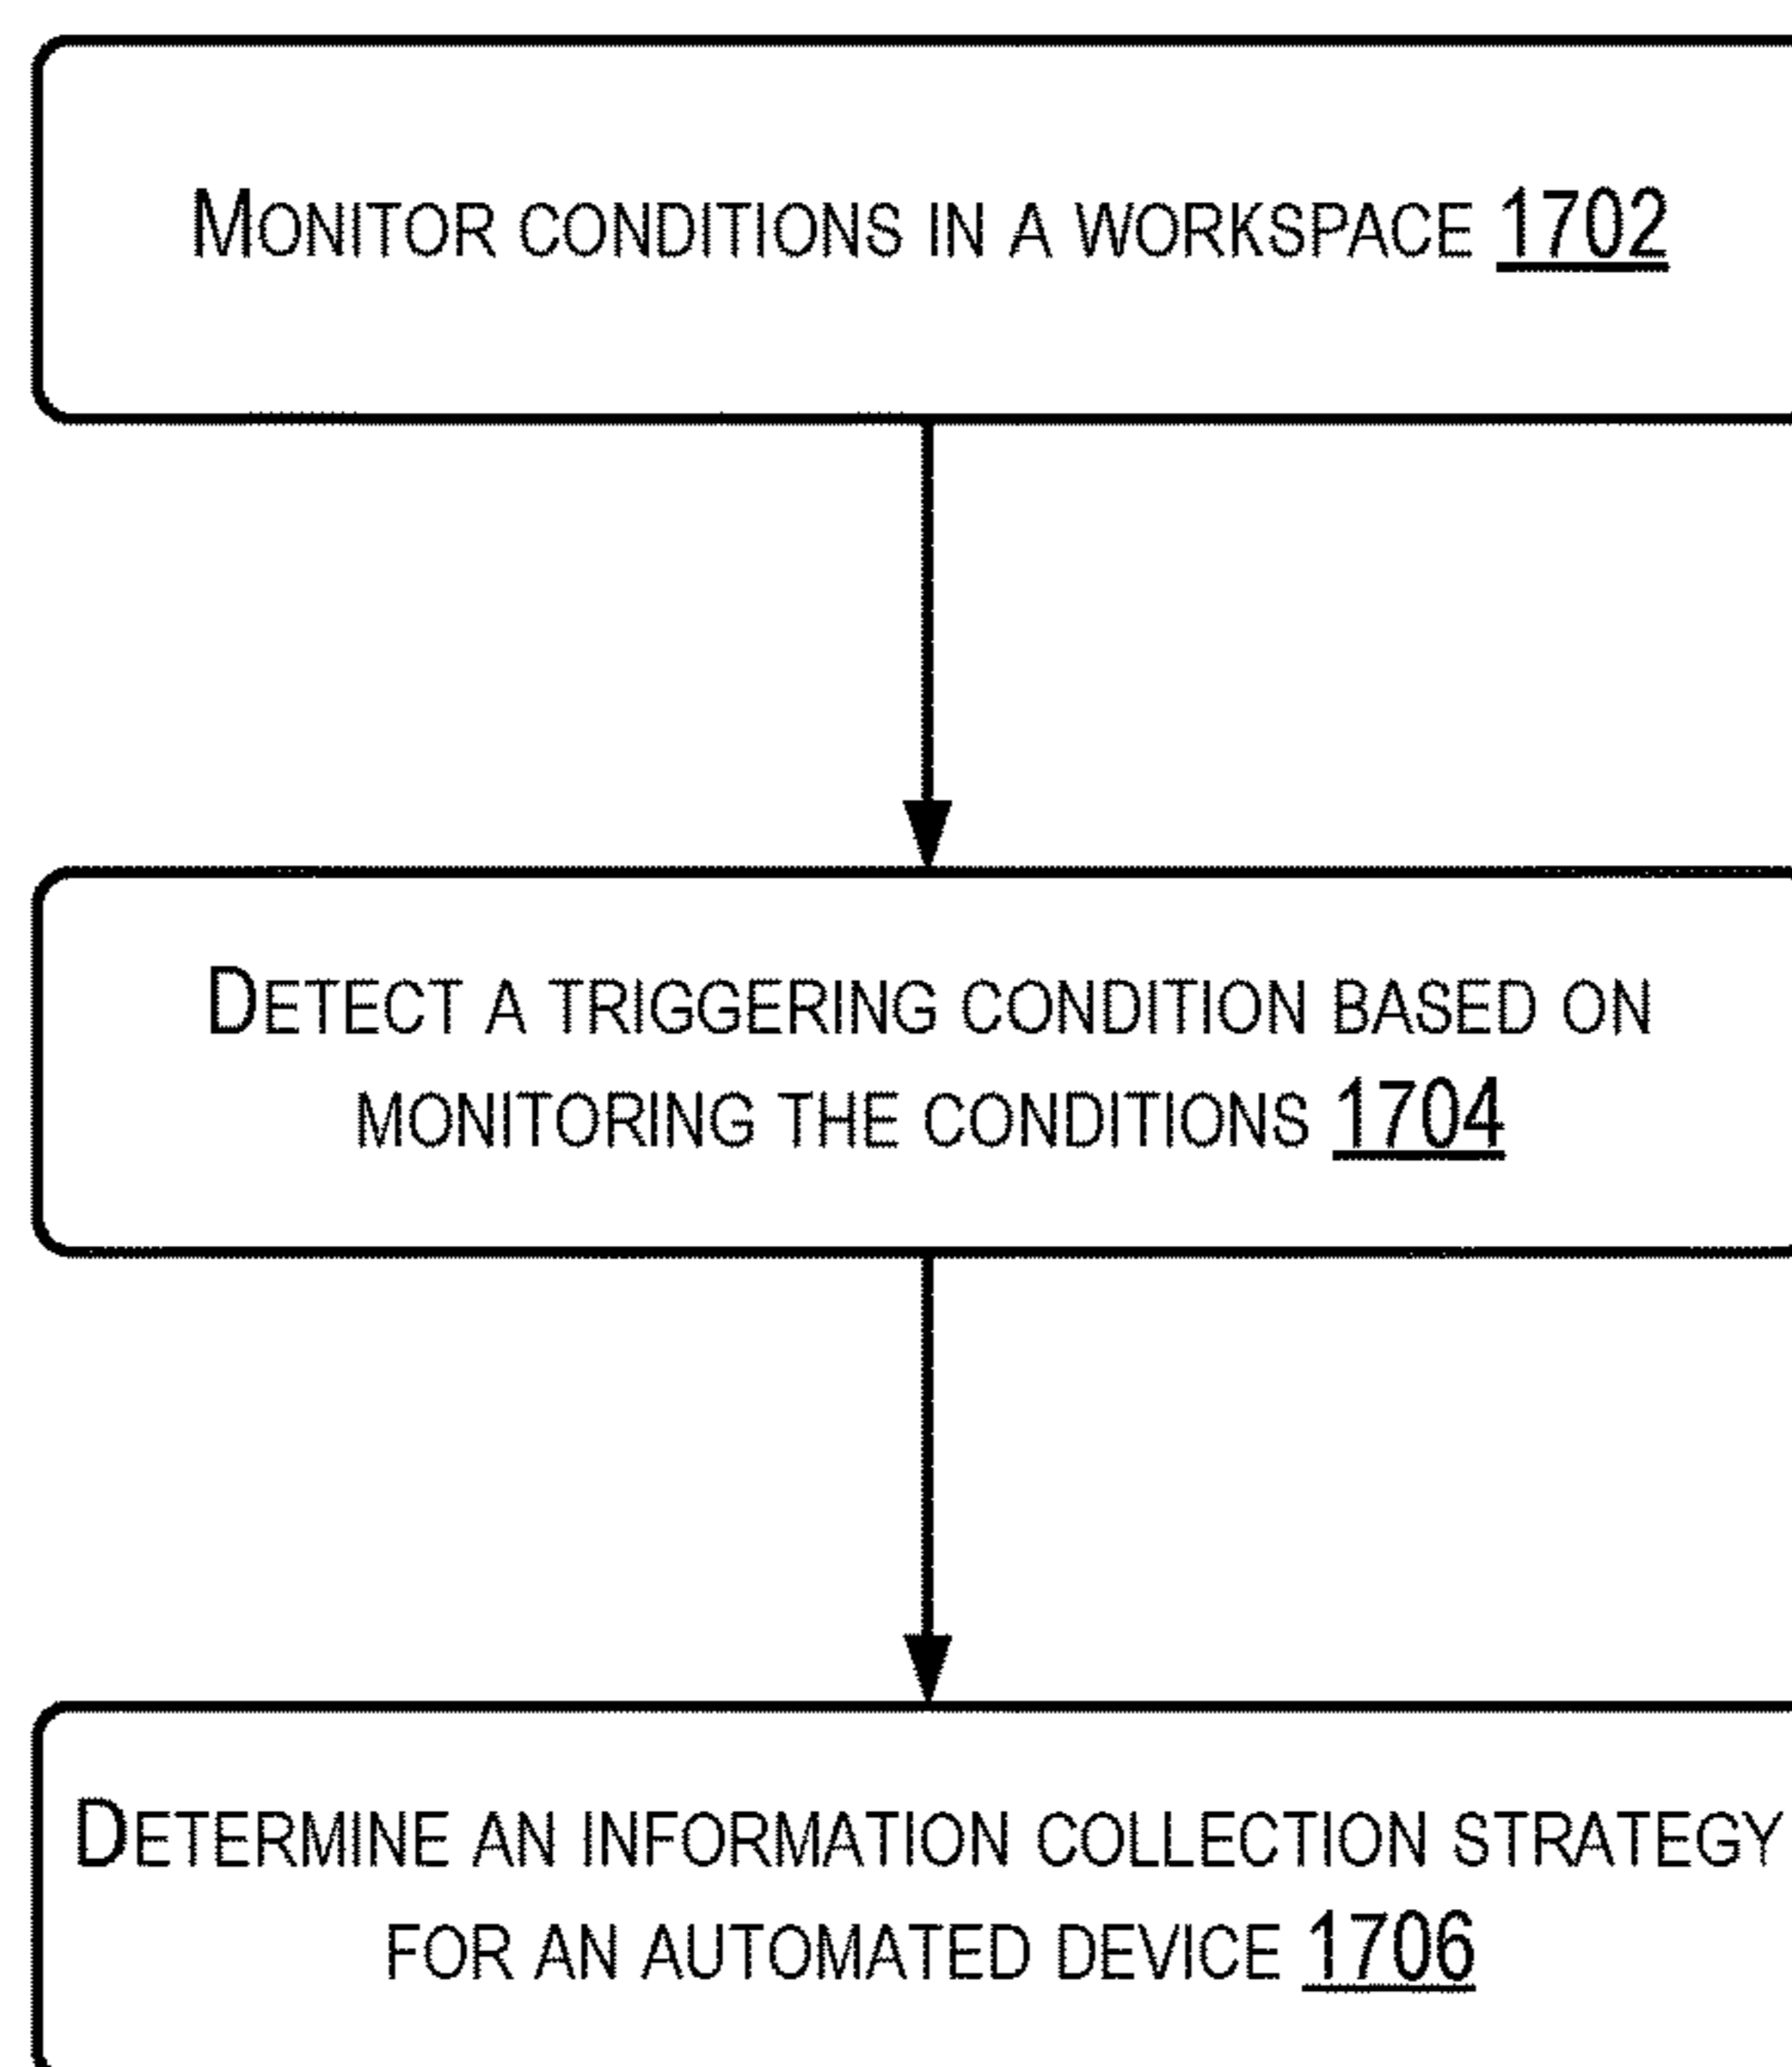 MONITOR CONDITIONS IN A WORKSPACE 1702
DETECT A TRIGGERING CONDITION BASED ON
MONITORING THE CONDITIONS 1704
DETERMINE AN INFORMATION COLLECTION STRATEGY
FOR AN AUTOMATED DEVICE 1706